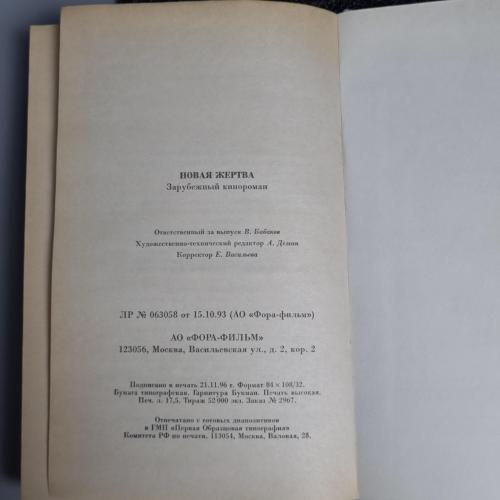 НОВАЯ ЖЕРТВА
Зарубежный кинороман
Ответственный за выпуск В. Бабаков
Художественно-технический редактор А. Демин
Корректор Е. Васильева
ЛР № 063058 от 15.10.93 (АО «Фора-фильм»)
АО «ФОРА-ФИЛЬМ»
123056, Москва, Васильевская ул., д. 2, кор. 2
Подписано в печать 21.11.96 г. Формат 84 × 108/32.
Бумага типографская. Гарнитура Букман. Печать высокая.
Печ. л. 17,5. Тираж 52 000 экз. Заказ № 2967.
Отпечатано с готовых диапозитивов
в ГМП «Первая Образцовая типография»
Комитета РФ по печати. 113054, Москва, Валовая, 28.